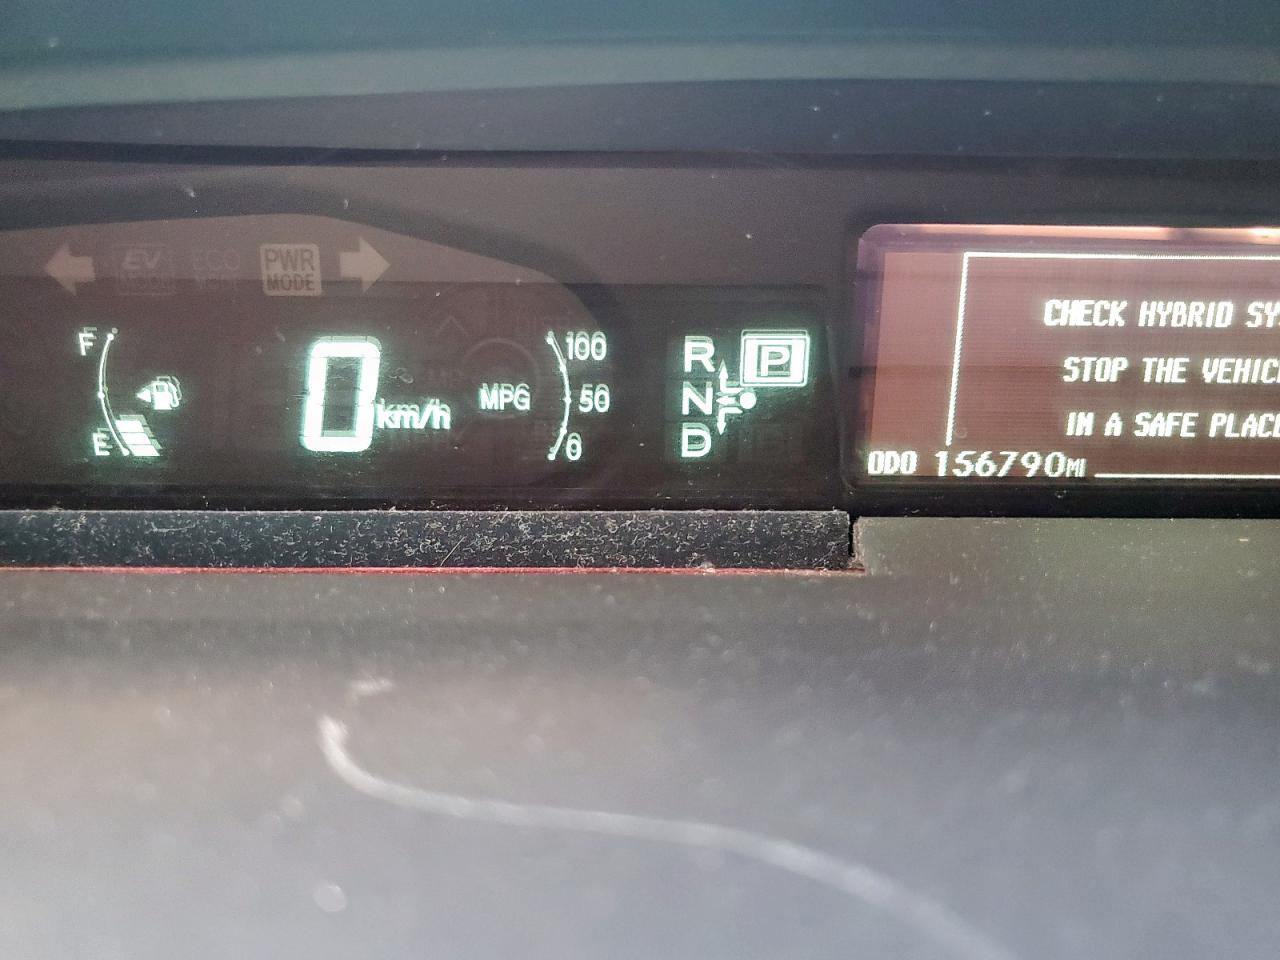 EV
ECO
PWR
MODE
F
E
0
km/h
MPG
100
50
0
R
N
D
P
CHECK HYBRID SY
STOP THE VEHIC
IN A SAFE PLACE
ODO 156790MI